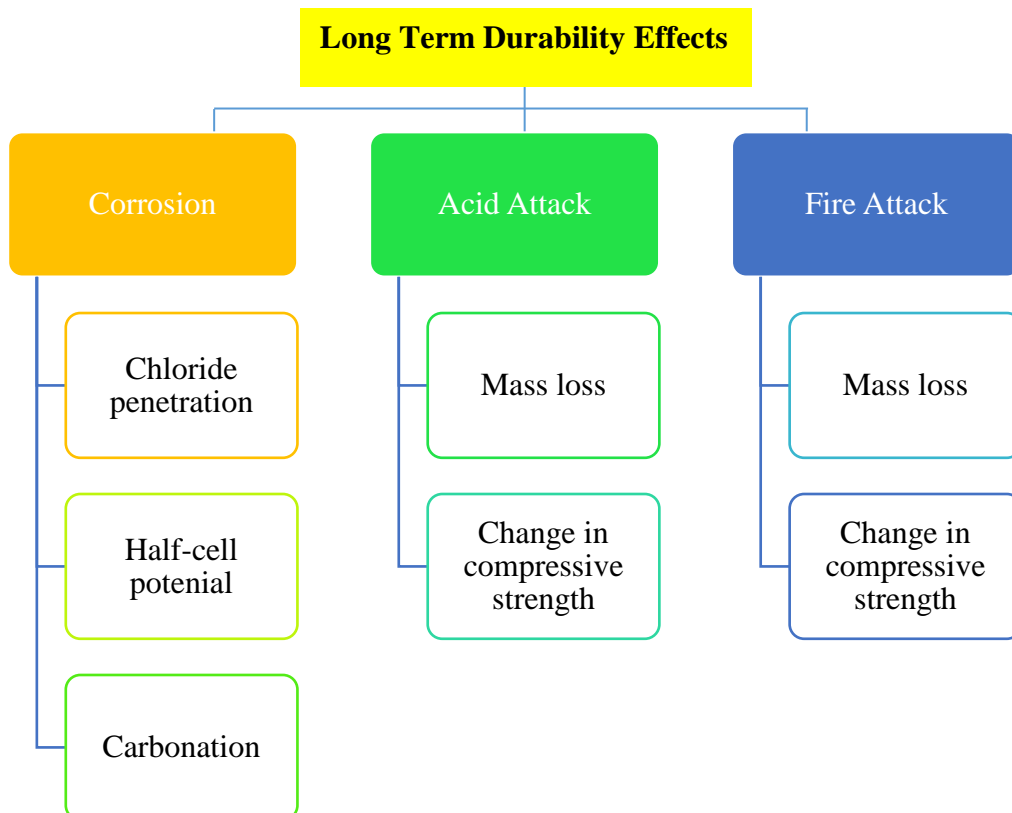 Long Term Durability Effects
Corrosion
Acid Attack
Fire Attack
Chloride
penetration
Mass loss
Mass loss
Half-cell
potenial
Change in
compressive
strength
Change in
compressive
strength
Carbonation